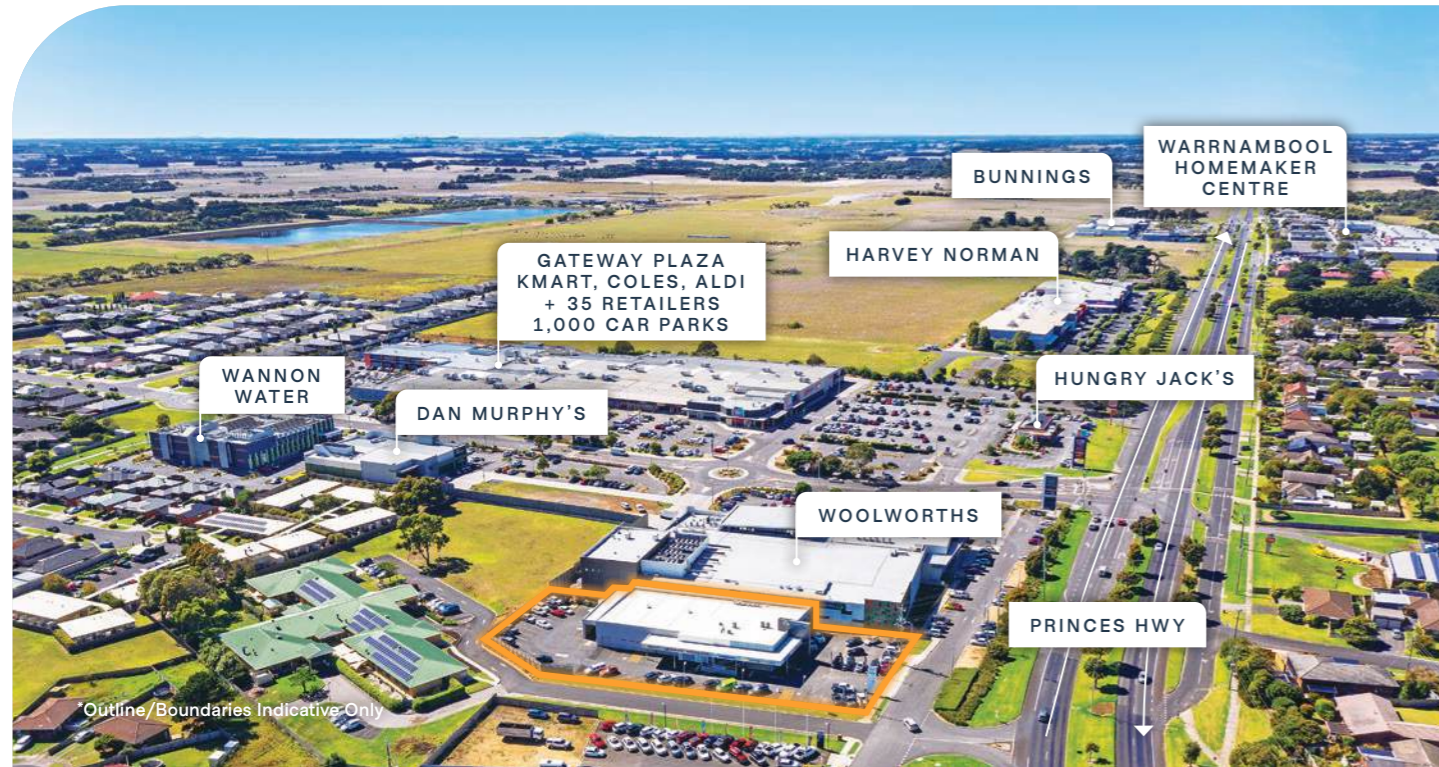 WARRNAMBOOL
HOMEMAKER
CENTRE
BUNNINGS
HARVEY NORMAN
GATEWAY PLAZA
KMART, COLES, ALDI
+ 35 RETAILERS
1,000 CAR PARKS
HUNGRY JACK'S
WANNON
WATER
DAN MURPHY'S
WOOLWORTHS
PRINCES HWY
*Outline/Boundaries Indicative Only